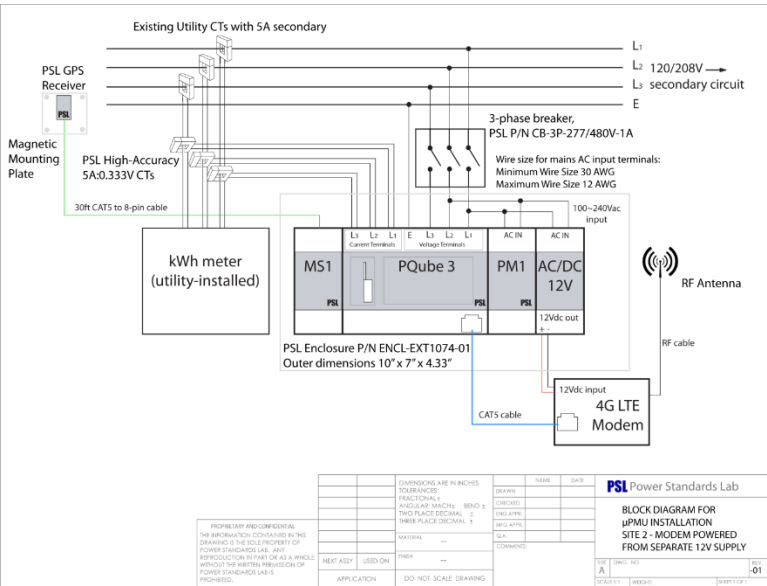 Existing Utility CTs with 5A secondary
L1
L2
L3
E
120/208V
secondary circuit
PSL GPS
Receiver
PSL
Magnetic
Mounting
Plate
3-phase breaker,
PSL P/N CB-3P-277/480V-1A
Wire size for mains AC input terminals:
Minimum Wire Size 30 AWG
Maximum Wire Size 12 AWG
PSL High-Accuracy
5A:0.333V CTs
30ft CAT5 to 8-pin cable
100~240Vac
input
L3 L2 L1
Current Terminals
E L3 L2 L1
Voltage Terminals
AC IN
AC IN
kWh meter
(utility-installed)
MS1
PSL
PQube 3
PSL
PM1
PSL
AC/DC
12V
12Vdc out
+ -
RF Antenna
RF cable
PSL Enclosure P/N ENCL-EXT1074-01
Outer dimensions 10” x 7” x 4.33”
12Vdc input
4G LTE
Modem
CAT5 cable
PROPRIETARY AND CONFIDENTIAL
THE INFORMATION CONTAINED IN THIS
DRAWING IS THE SOLE PROPERTY OF
POWER STANDARDS LAB. ANY
REPRODUCTION IN PART OR AS A WHOLE
WITHOUT THE WRITTEN PERMISSION OF
POWER STANDARDS LAB IS
PROHIBITED.
NEXT ASSY
USED ON
APPLICATION
DIMENSIONS ARE IN INCHES
TOLERANCES:
FRACTIONAL ±
ANGULAR: MACH ± BEND ±
TWO PLACE DECIMAL ±
THREE PLACE DECIMAL ±
MATERIAL
—
FINISH
—
DO NOT SCALE DRAWING
NAME
DATE
DRAWN
CHECKED
ENG APPR.
MFG APPR.
Q.A.
COMMENTS:
PSL Power Standards Lab
BLOCK DIAGRAM FOR
µPMU INSTALLATION
SITE 2 - MODEM POWERED
FROM SEPARATE 12V SUPPLY
SIZE
A
DWG. NO.
REV.
-01
SCALE:1:1
WEIGHT:
SHEET 1 OF 1